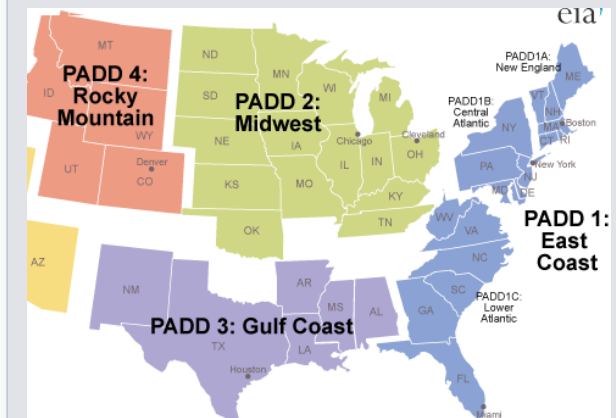 eia
MT
ND
MN
PADD1A:
New England
ME
PADD 4:
Rocky
Mountain
ID
WY
SD
PADD 2:
Midwest
WI
MI
VT
NH
PADD1B:
Central
Atlantic
NY
MA
Boston
CT
RI
Chicago
Cleveland
NE
IA
IL
IN
OH
PA
New York
NJ
Denver
UT
CO
KS
MO
KY
WV
MD
DE
VA
PADD 1:
East
Coast
OK
TN
NC
AZ
NM
AR
SC
PADD1C:
Lower
Atlantic
MS
AL
GA
PADD 3: Gulf Coast
TX
LA
Houston
FL
Miami